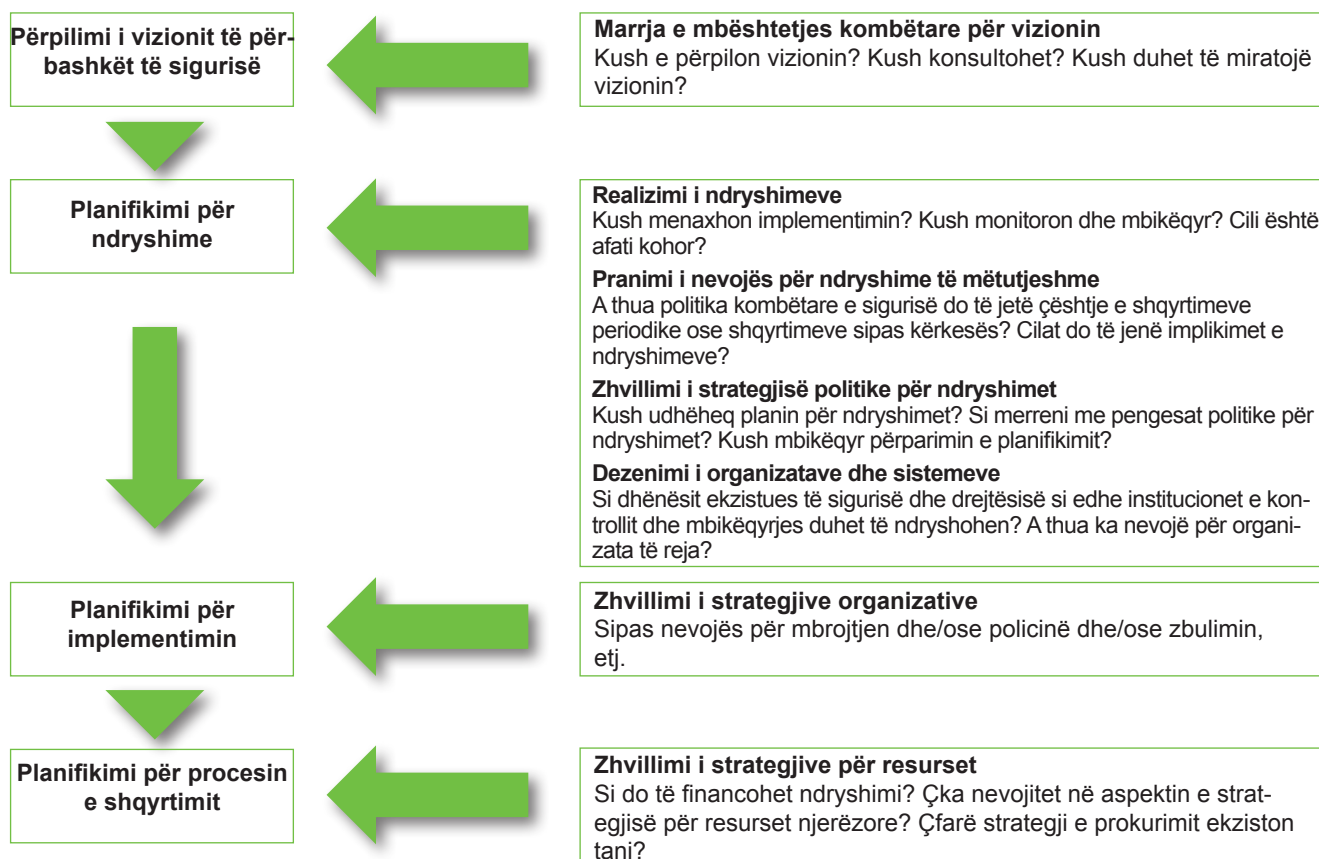 Përpilimi i vizionit të për-
bashkët të sigurisë
Marrja e mbështetjes kombëtare për vizionin
Kush e përpilon vizionin? Kush konsultohet? Kush duhet të miratojë
vizionin?
Planifikimi për
ndryshime
Realizimi i ndryshimeve
Kush menaxhon implementimin? Kush monitoron dhe mbikëqyr? Cili është
afati kohor?
Pranimi i nevojës për ndryshime të mëtutjeshme
A thua politika kombëtare e sigurisë do të jetë çështje e shqyrtimeve
periodike ose shqyrtimeve sipas kërkesës? Cilat do të jenë implikimet e
ndryshimeve?
Zhvillimi i strategjisë politike për ndryshimet
Kush udhëheq planin për ndryshimet? Si merreni me pengesat politike për
ndryshimet? Kush mbikëqyr përparimin e planifikimit?
Dezenimi i organizatave dhe sistemeve
Si dhënësit ekzistues të sigurisë dhe drejtësisë si edhe institucionet e kon-
trollit dhe mbikëqyrjes duhet të ndryshohen? A thua ka nevojë për organi-
zata të reja?
Planifikimi për
implementimin
Zhvillimi i strategjive organizative
Sipas nevojës për mbrojtjen dhe/ose policinë dhe/ose zbulimin,
etj.
Planifikimi për procesin
e shqyrtimit
Zhvillimi i strategjive për resurset
Si do të financohet ndryshimi? Çka nevojitet në aspektin e strat-
egjisë për resurset njerëzore? Çfarë strategji e prokurimit ekziston
tani?